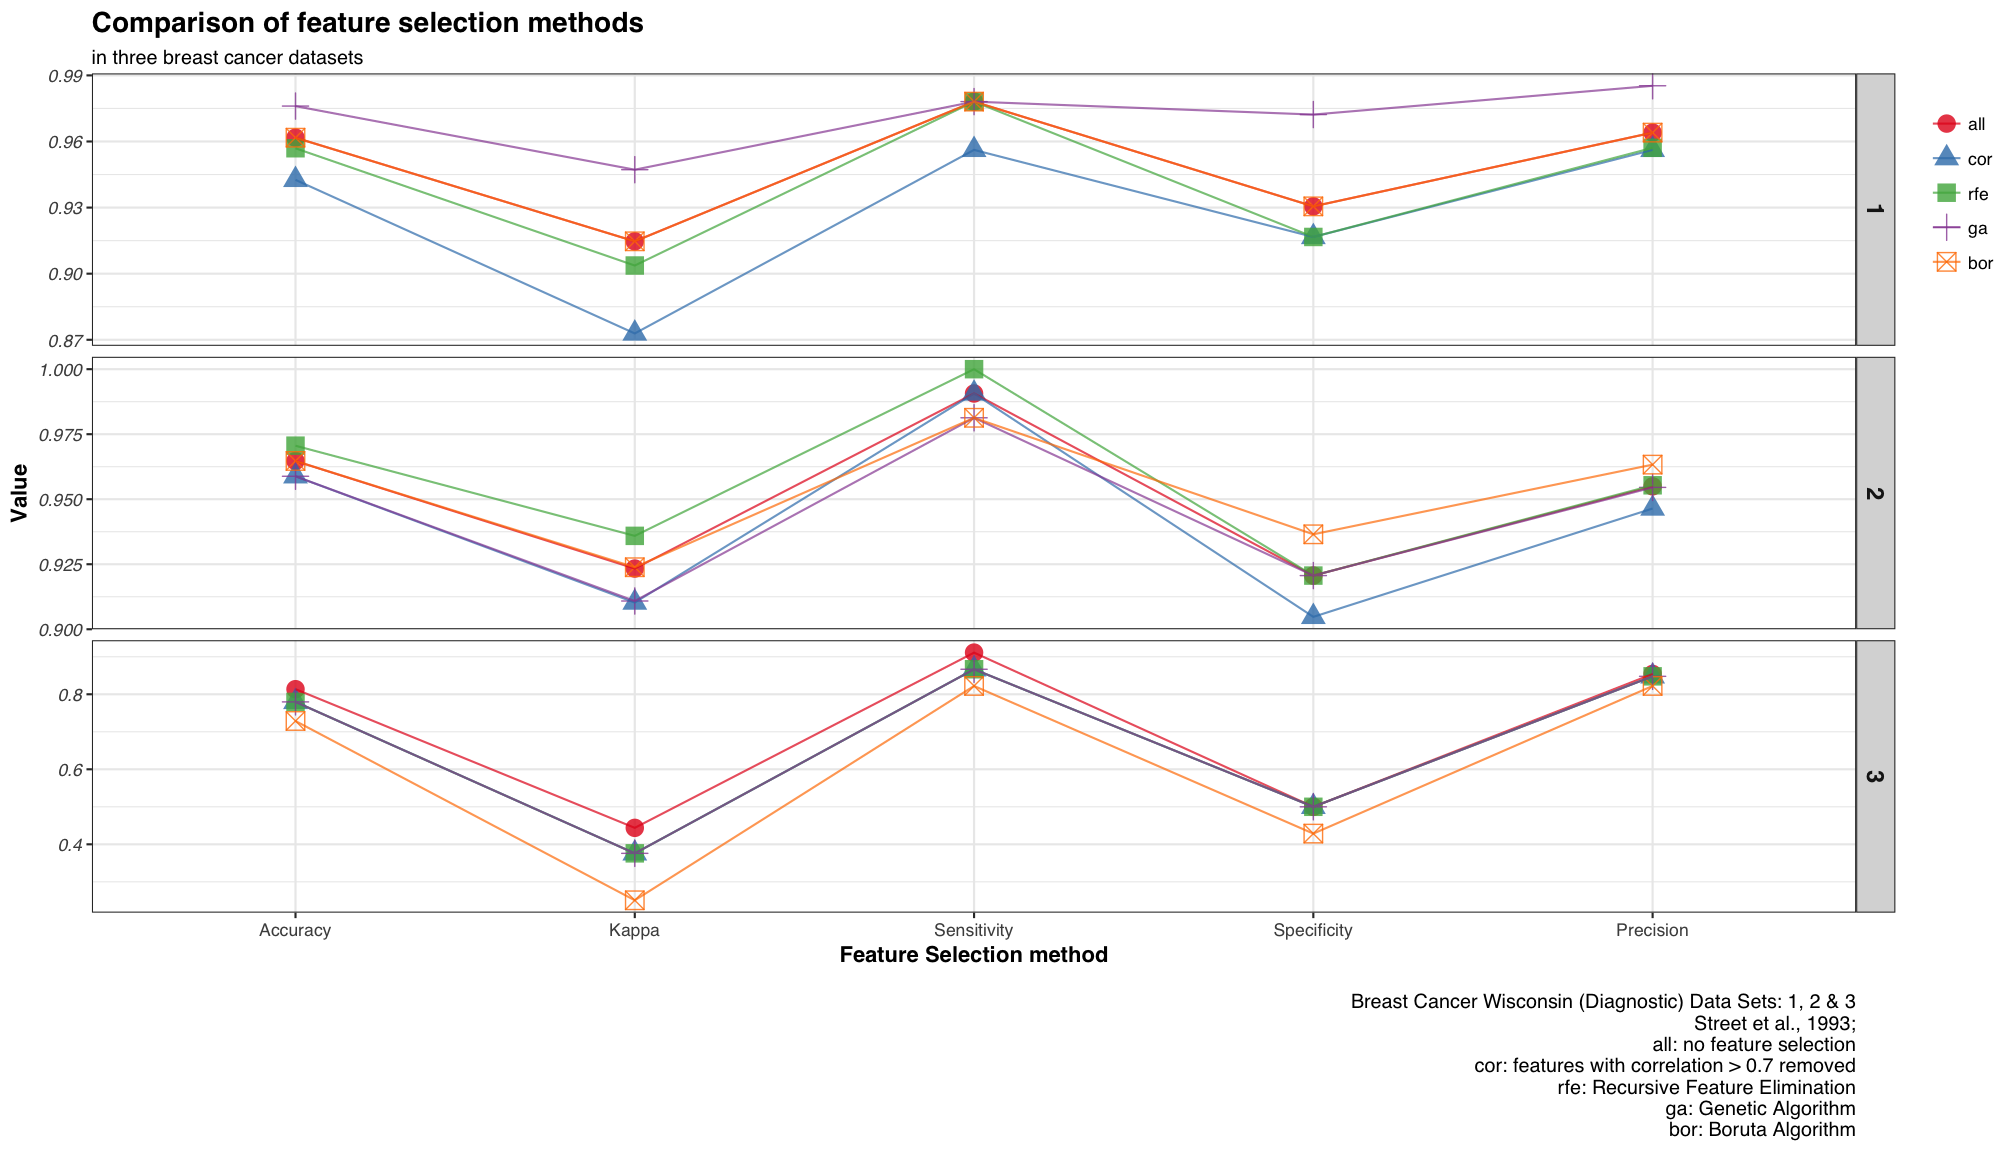 Comparison of feature selection methods
in three breast cancer datasets
0.99
0.96
0.93
0.90
0.87
1
all
cor
rfe
ga
bor
Value
1.000
0.975
0.950
0.925
0.900
2
0.8
0.6
0.4
3
Accuracy Kappa Sensitivity Specificity Precision
Feature Selection method
Breast Cancer Wisconsin (Diagnostic) Data Sets: 1, 2 & 3
Street et al., 1993;
all: no feature selection
cor: features with correlation > 0.7 removed
rfe: Recursive Feature Elimination
ga: Genetic Algorithm
bor: Boruta Algorithm